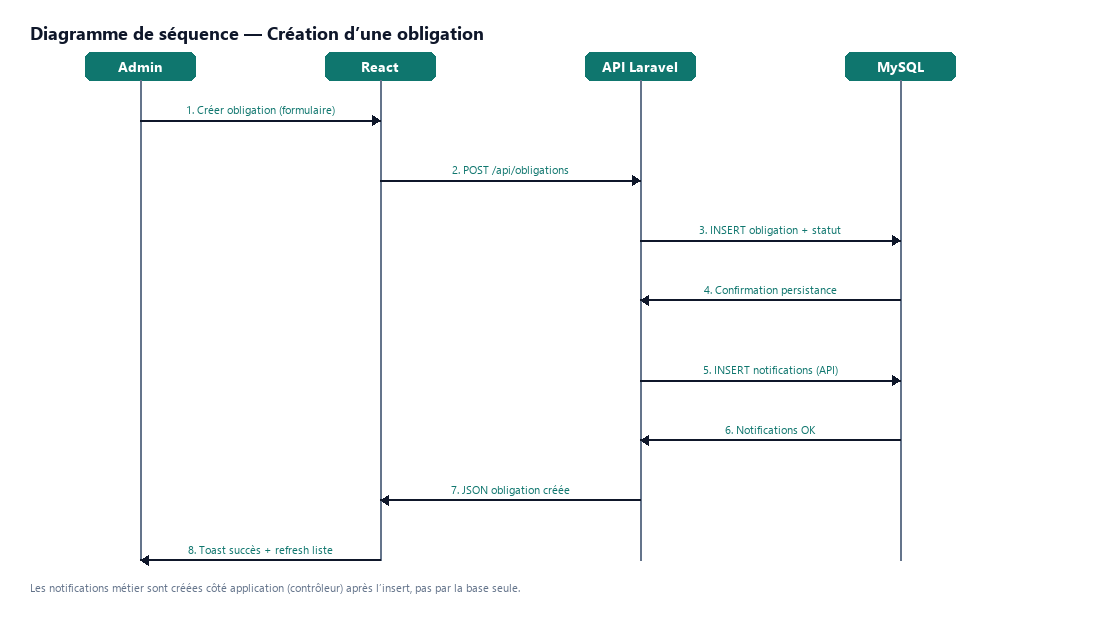 Diagramme de séquence — Création d’une obligation
Admin
React
API Laravel
MySQL
1. Créer obligation (formulaire)
2. POST /api/obligations
3. INSERT obligation + statut
4. Confirmation persistance
5. INSERT notifications (API)
6. Notifications OK
7. JSON obligation créée
8. Toast succès + refresh liste
Les notifications métier sont créées côté application (contrôleur) après l’insert, pas par la base seule.